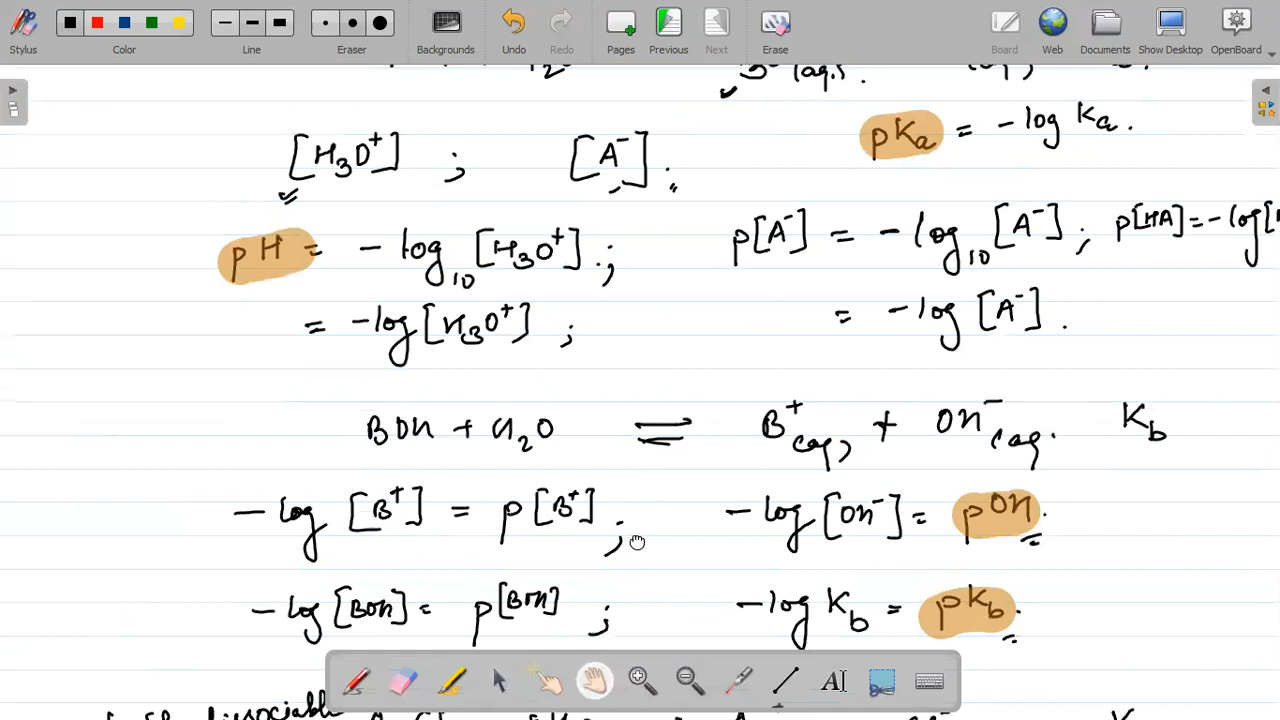 Stylus Color Line Eraser Backgrounds Undo Redo Pages Previous Next Erase Board Web Documents Show Desktop OpenBoard
pKa = -log Ka.
[H3O+] ; [A-].
pH = -log10 [H3O+] ; p[A-] = -log10 [A-] ; p[HA] = -log[
= -log[H3O+] ; = -log [A-].
BOH + H2O ⇌ B+(aq) + OH-(aq. Kb
-log [B+] = p[B+] ; -log[OH-] = pOH.
-log[BOH] = p[BOH] ; -log Kb = pKb.